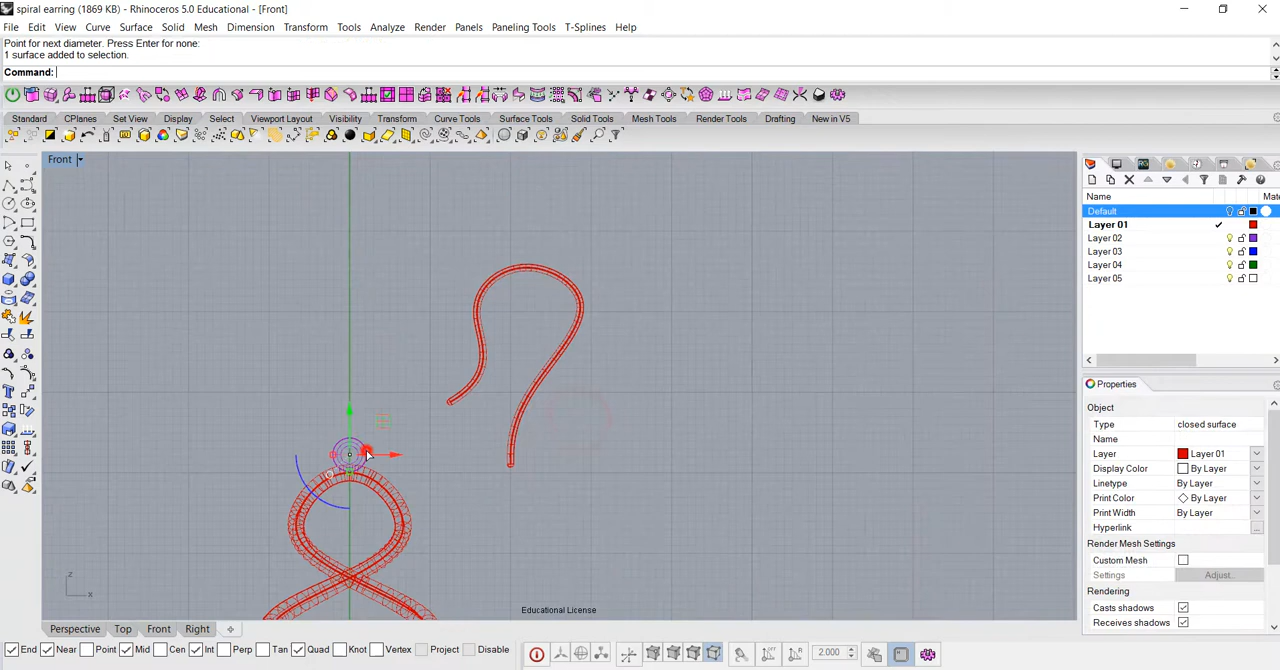 spiral earring (1869 KB) - Rhinoceros 5.0 Educational - [Front]
File Edit View Curve Surface Solid Mesh Dimension Transform Tools Analyze Render Panels Paneling Tools T-Splines Help
Point for next diameter. Press Enter for none:
1 surface added to selection.
Command:
Standard CPlanes Set View Display Select Viewport Layout Visibility Transform Curve Tools Surface Tools Solid Tools Mesh Tools Render Tools Drafting New in V5
Front
Name Mate
Default
Layer 01
Layer 02
Layer 03
Layer 04
Layer 05
Properties
Object
Type closed surface
Name
Layer Layer 01
Display Color By Layer
Linetype By Layer
Print Color By Layer
Print Width By Layer
Hyperlink ...
Render Mesh Settings
Custom Mesh
Settings Adjust...
Rendering
Casts shadows
Receives shadows
z
x
Educational License
Perspective Top Front Right
End Near Point Mid Cen Int Perp Tan Quad Knot Vertex Project Disable
2.000